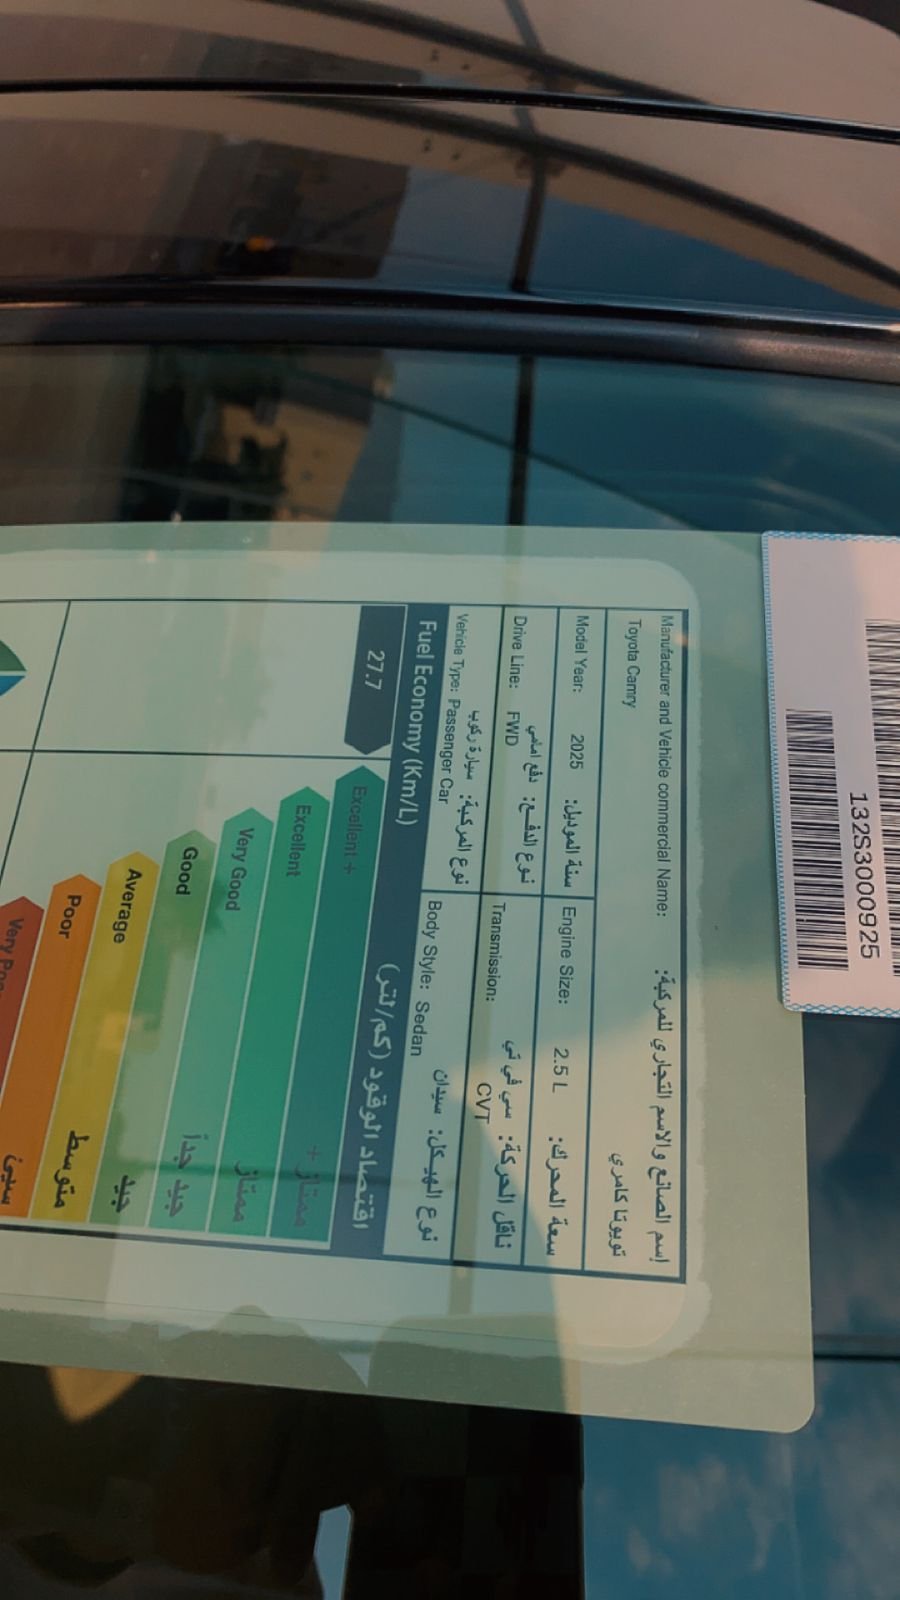 132S3000925
Manufacturer and Vehicle commercial Name: إسم الصانع والاسم التجاري للمركبة:
Toyota Camry تويوتا كامري
Model Year: 2025 سنة الموديل: Engine Size: 2.5 L سعة المحرك:
Drive Line: FWD دفع امامي نوع الدفع: Transmission: CVT سي في تي ناقل الحركة:
Vehicle Type: Passenger Car سيارة ركوب نوع المركبة: Body Style: Sedan سيدان نوع الهيكل:
Fuel Economy (Km/L) اقتصاد الوقود (كم/لتر)
27.7
Excellent + ممتاز +
Excellent ممتاز
Very Good جيد جداً
Good جيد
Average متوسط
Poor سيئ
Very